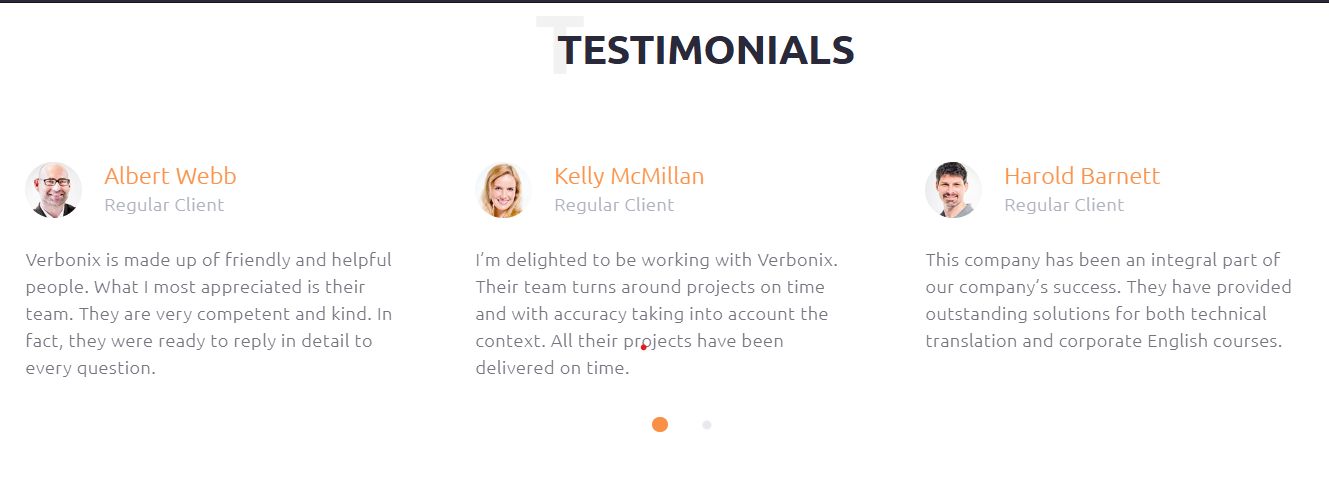 TESTIMONIALS
Albert Webb
Regular Client
Verbonix is made up of friendly and helpful
people. What I most appreciated is their
team. They are very competent and kind. In
fact, they were ready to reply in detail to
every question.
Kelly McMillan
Regular Client
I’m delighted to be working with Verbonix.
Their team turns around projects on time
and with accuracy taking into account the
context. All their projects have been
delivered on time.
Harold Barnett
Regular Client
This company has been an integral part of
our company’s success. They have provided
outstanding solutions for both technical
translation and corporate English courses.